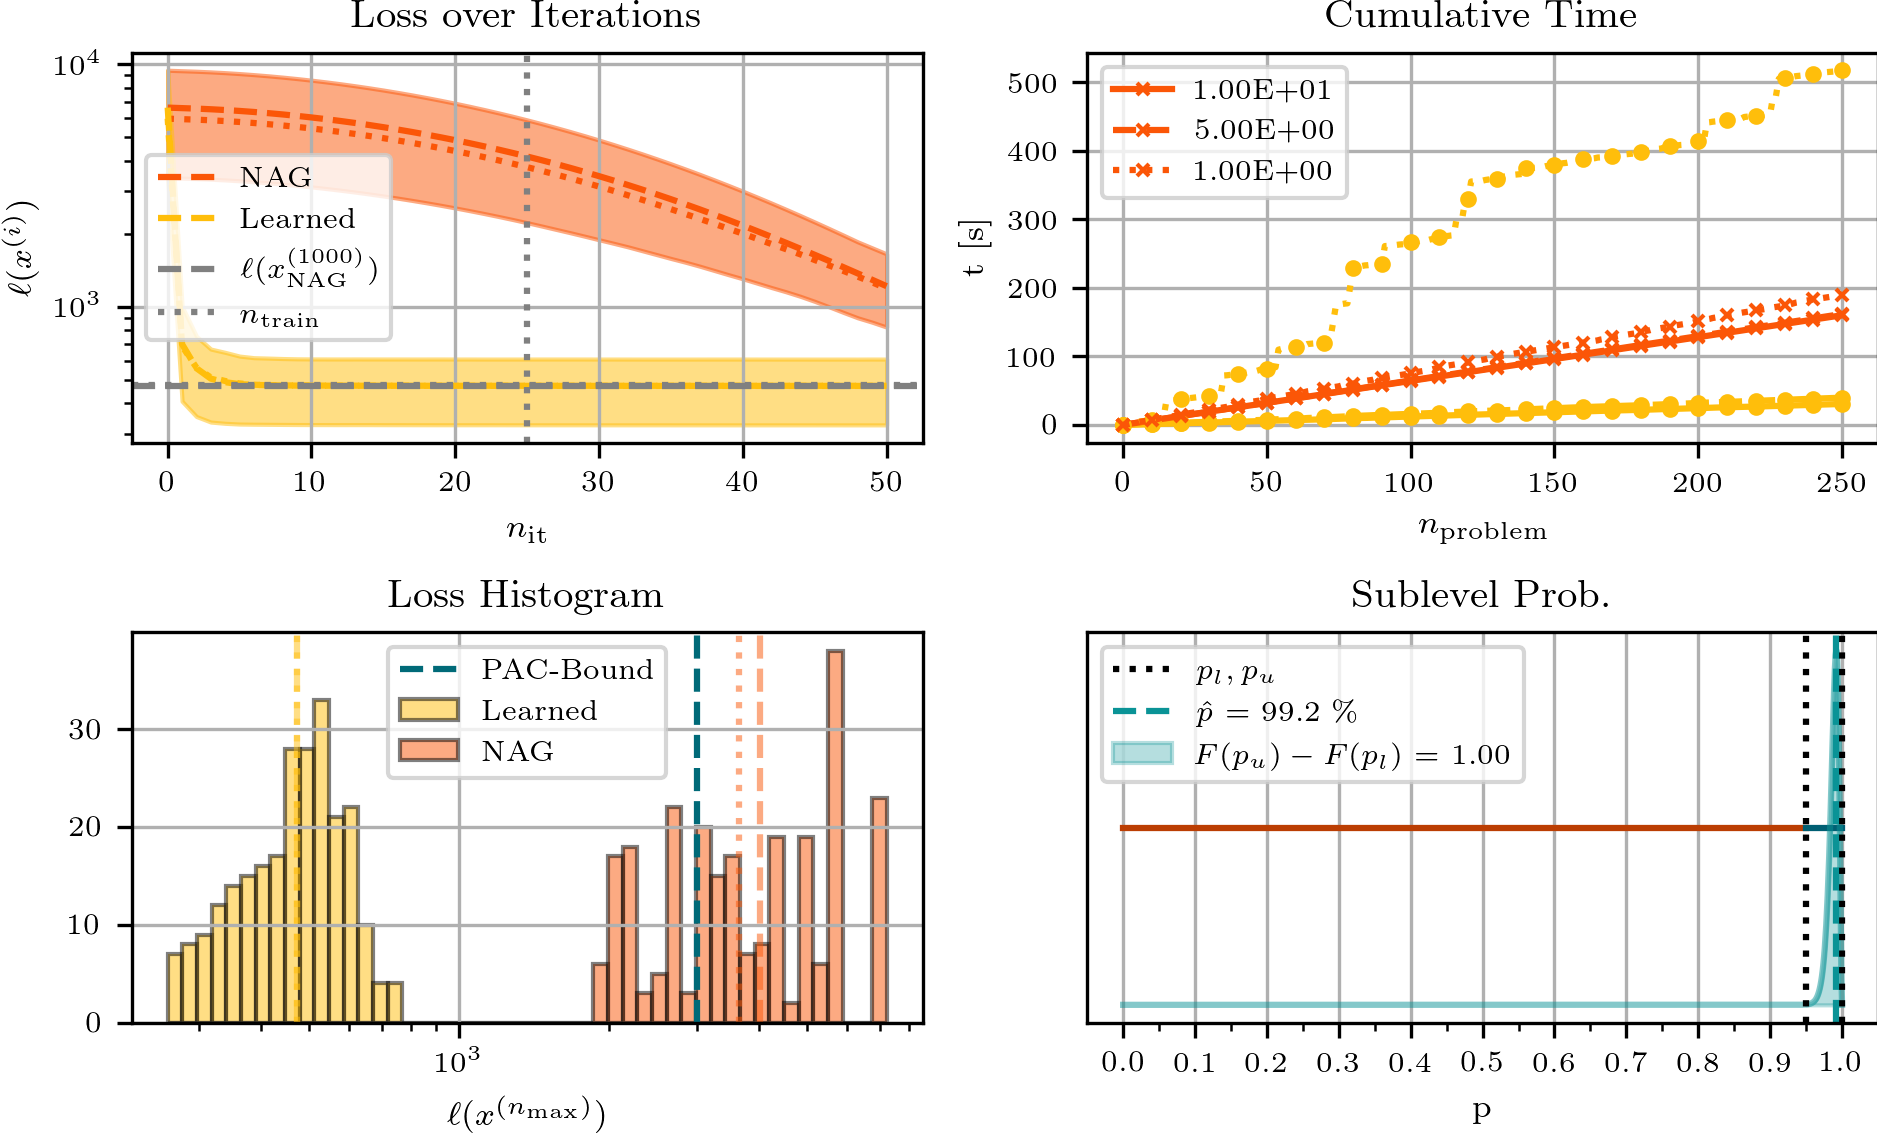 Loss over Iterations
10^4
10^3
ℓ(x^(i))
NAG
Learned
ℓ(x_NAG^(1000))
n_train
0 10 20 30 40 50
n_it
Cumulative Time
500
400
300
200
100
0
t [s]
1.00E+01
5.00E+00
1.00E+00
0 50 100 150 200 250
n_problem
Loss Histogram
30
20
10
0
PAC-Bound
Learned
NAG
10^3
ℓ(x^(n_max))
Sublevel Prob.
p_l, p_u
p̂ = 99.2 %
F(p_u) − F(p_l) = 1.00
0.0 0.1 0.2 0.3 0.4 0.5 0.6 0.7 0.8 0.9 1.0
p